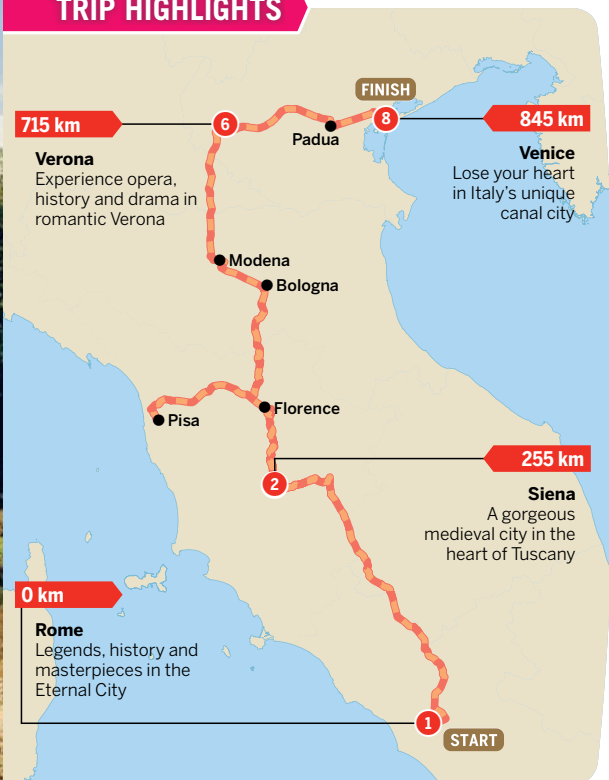 TRIP HIGHLIGHTS
FINISH
715 km
6
8
845 km
Padua
Verona
Experience opera,
history and drama in
romantic Verona
Venice
Lose your heart
in Italy's unique
canal city
Modena
Bologna
Florence
Pisa
255 km
2
Siena
A gorgeous
medieval city in the
heart of Tuscany
0 km
Rome
Legends, history and
masterpieces in the
Eternal City
1
START